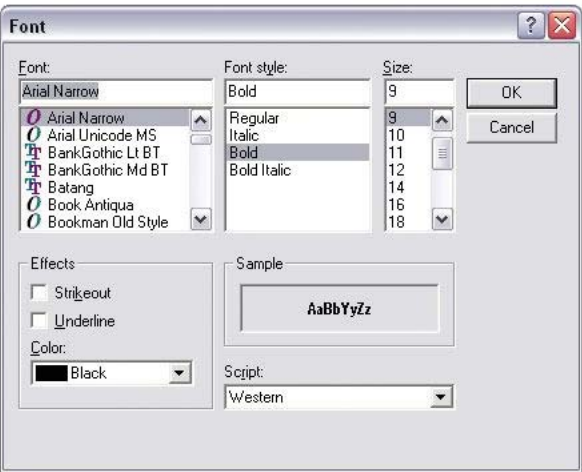 Font
Font:
Arial Narrow
Arial Narrow
Arial Unicode MS
BankGothic Lt BT
BankGothic Md BT
Batang
Book Antiqua
Bookman Old Style
Font style:
Bold
Regular
Italic
Bold
Bold Italic
Size:
9
9
10
11
12
14
16
18
OK
Cancel
Effects
Strikeout
Underline
Color:
Black
Sample
AaBbYyZz
Script:
Western